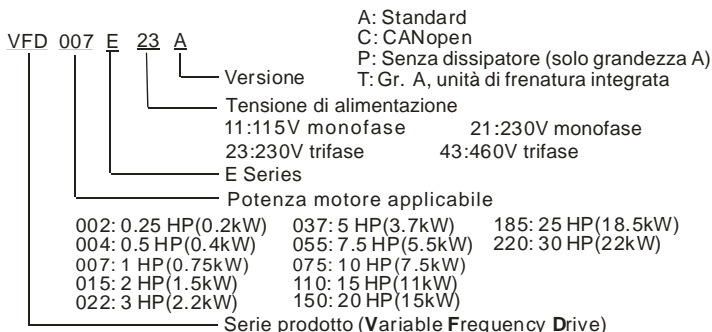 A: Standard
C: CANopen
P: Senza dissipatore (solo grandezza A)
T: Gr. A, unità di frenatura integrata
VFD 007 E 23 A
Versione
Tensione di alimentazione
11:115V monofase 21:230V monofase
23:230V trifase 43:460V trifase
E Series
Potenza motore applicabile
002: 0.25 HP(0.2kW) 037: 5 HP(3.7kW) 185: 25 HP(18.5kW)
004: 0.5 HP(0.4kW) 055: 7.5 HP(5.5kW) 220: 30 HP(22kW)
007: 1 HP(0.75kW) 075: 10 HP(7.5kW)
015: 2 HP(1.5kW) 110: 15 HP(11kW)
022: 3 HP(2.2kW) 150: 20 HP(15kW)
Serie prodotto (Variable Frequency Drive)